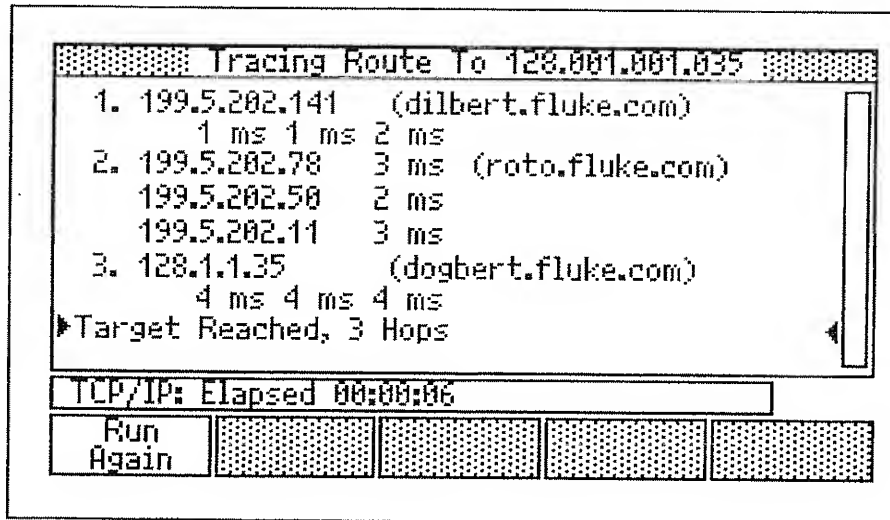 Tracing Route To 128.001.001.035
1. 199.5.202.141 (dilbert.fluke.com)
1 ms 1 ms 2 ms
2. 199.5.202.78 3 ms (roto.fluke.com)
199.5.202.50 2 ms
199.5.202.11 3 ms
3. 128.1.1.35 (dogbert.fluke.com)
4 ms 4 ms 4 ms
Target Reached, 3 Hops
TCP/IP: Elapsed 00:00:06
Run
Again